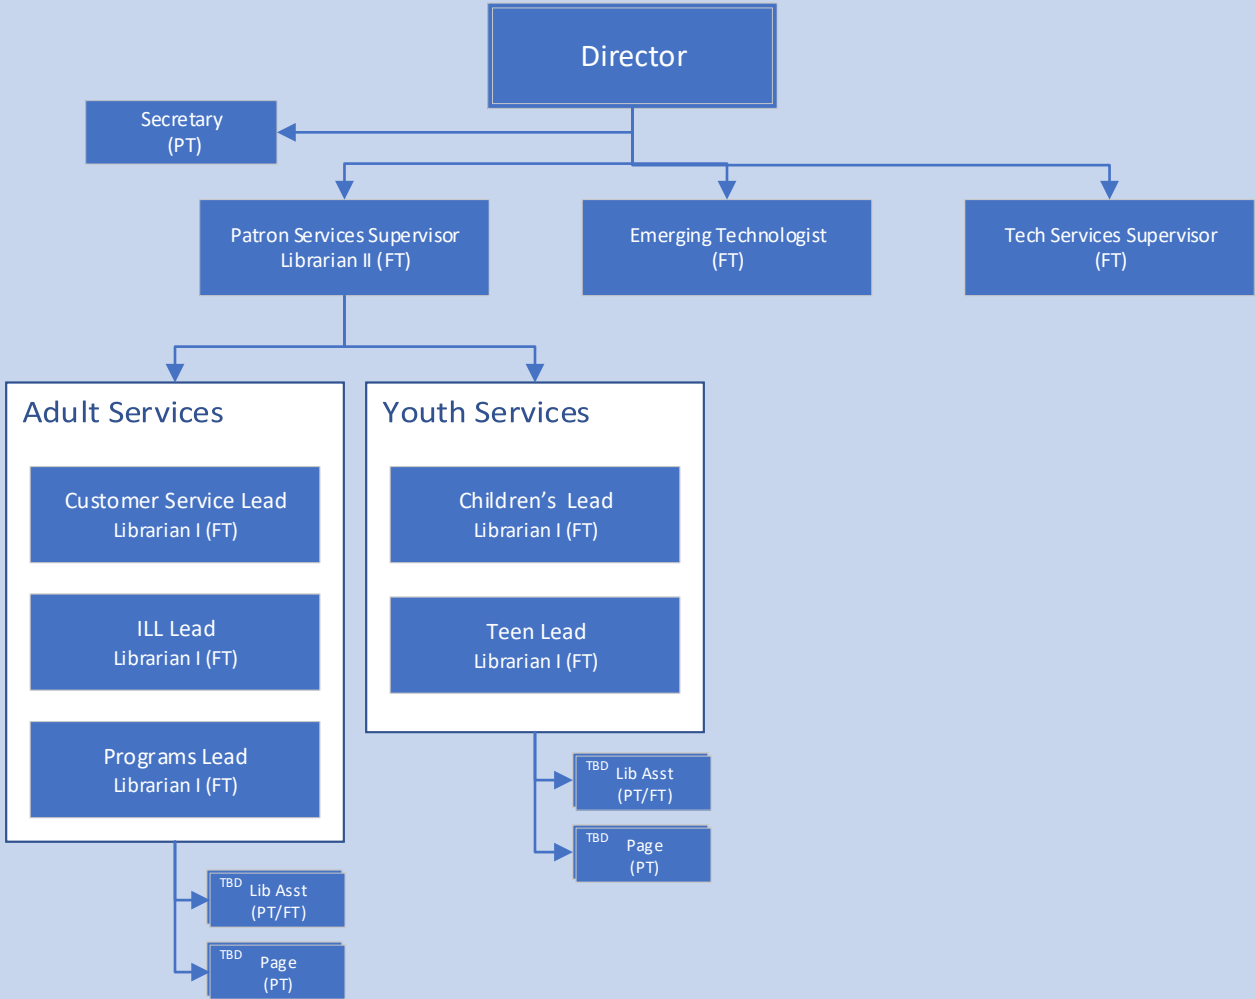 Director
Secretary
(PT)
Patron Services Supervisor
Librarian II (FT)
Emerging Technologist
(FT)
Tech Services Supervisor
(FT)
Adult Services
Customer Service Lead
Librarian I (FT)
ILL Lead
Librarian I (FT)
Programs Lead
Librarian I (FT)
TBD Lib Asst
(PT/FT)
TBD Page
(PT)
Youth Services
Children’s Lead
Librarian I (FT)
Teen Lead
Librarian I (FT)
TBD Lib Asst
(PT/FT)
TBD Page
(PT)